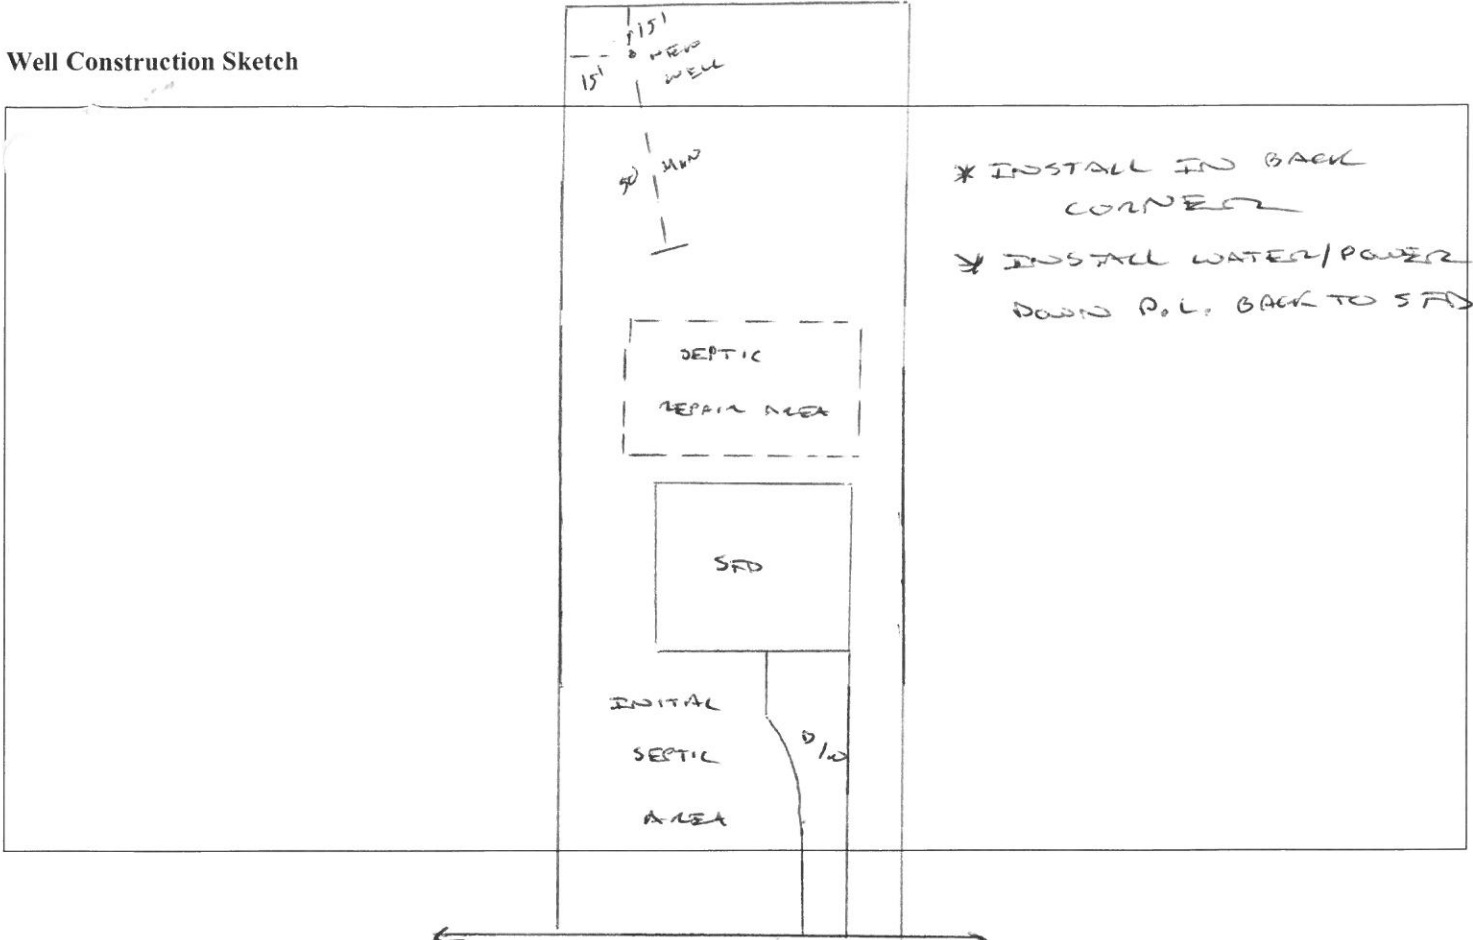 Well Construction Sketch
15'
15'
NEW
WELL
50' MIN
* INSTALL IN BACK
CORNER
* INSTALL WATER/POWER
DOWN P.L. BACK TO SFD
SEPTIC
REPAIR AREA
SFD
INITAL
SEPTIC
AREA
D/W